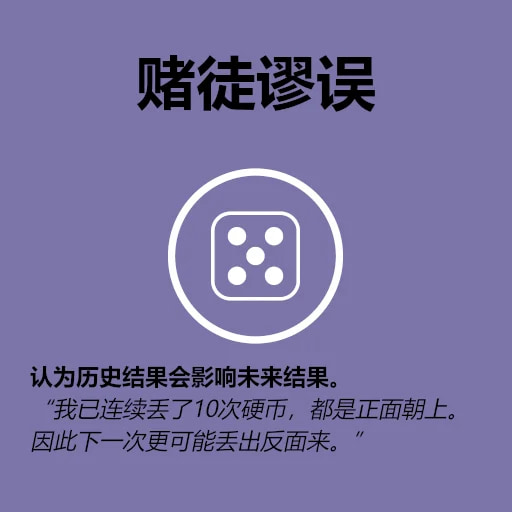 赌徒谬误
认为历史结果会影响未来结果。
“我已连续丢了10次硬币，都是正面朝上。
因此下一次更可能丢出反面来。”